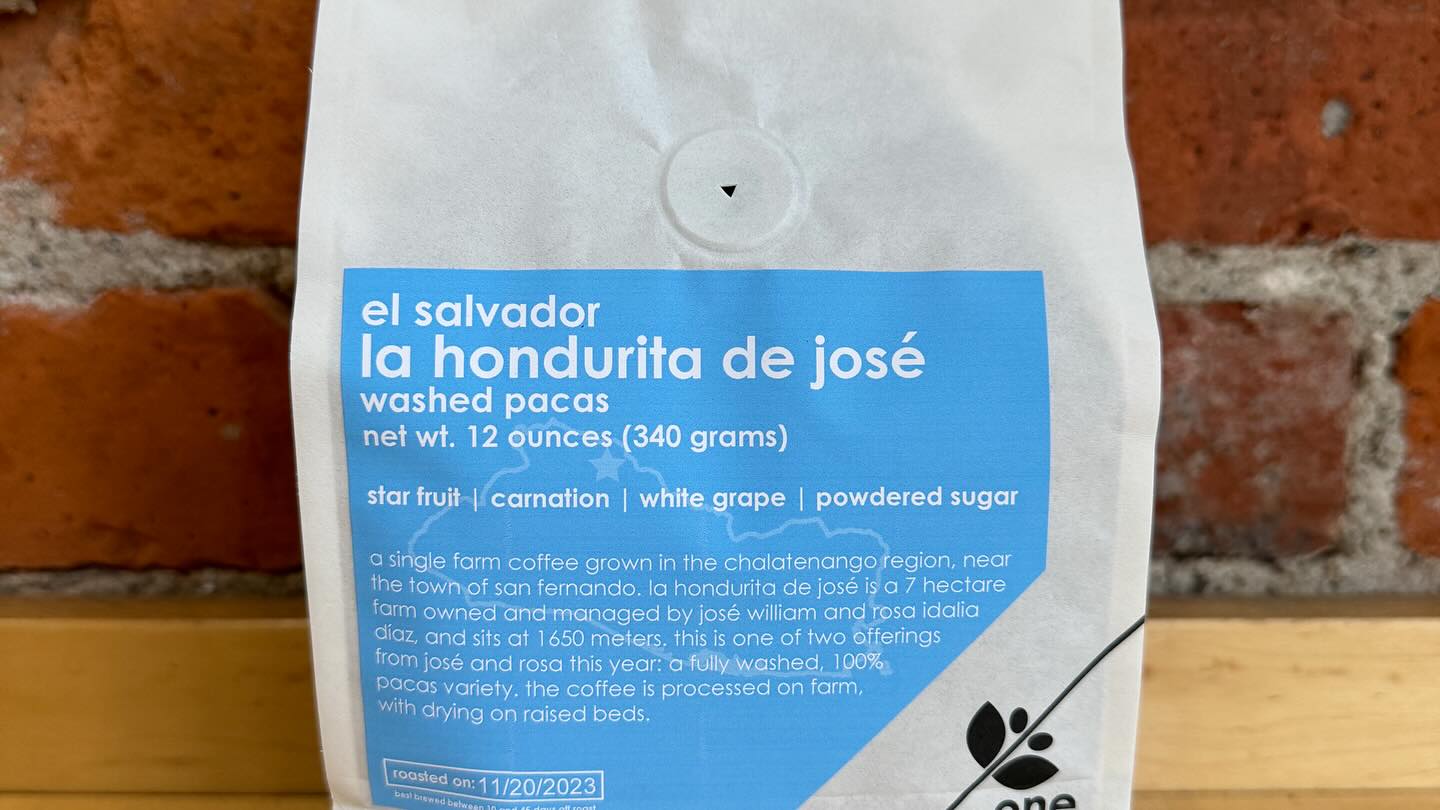 el salvador
la hondurita de josé
washed pacas
net wt. 12 ounces (340 grams)
star fruit | carnation | white grape | powdered sugar
a single farm coffee grown in the chalatenango region, near
the town of san fernando. la hondurita de josé is a 7 hectare
farm owned and managed by josé william and rosa idalia
díaz, and sits at 1650 meters. this is one of two offerings
from josé and rosa this year: a fully washed, 100%
pacas variety. the coffee is processed on farm,
with drying on raised beds.
roasted on: 11/20/2023
best brewed between 10 and 45 days off roast
one